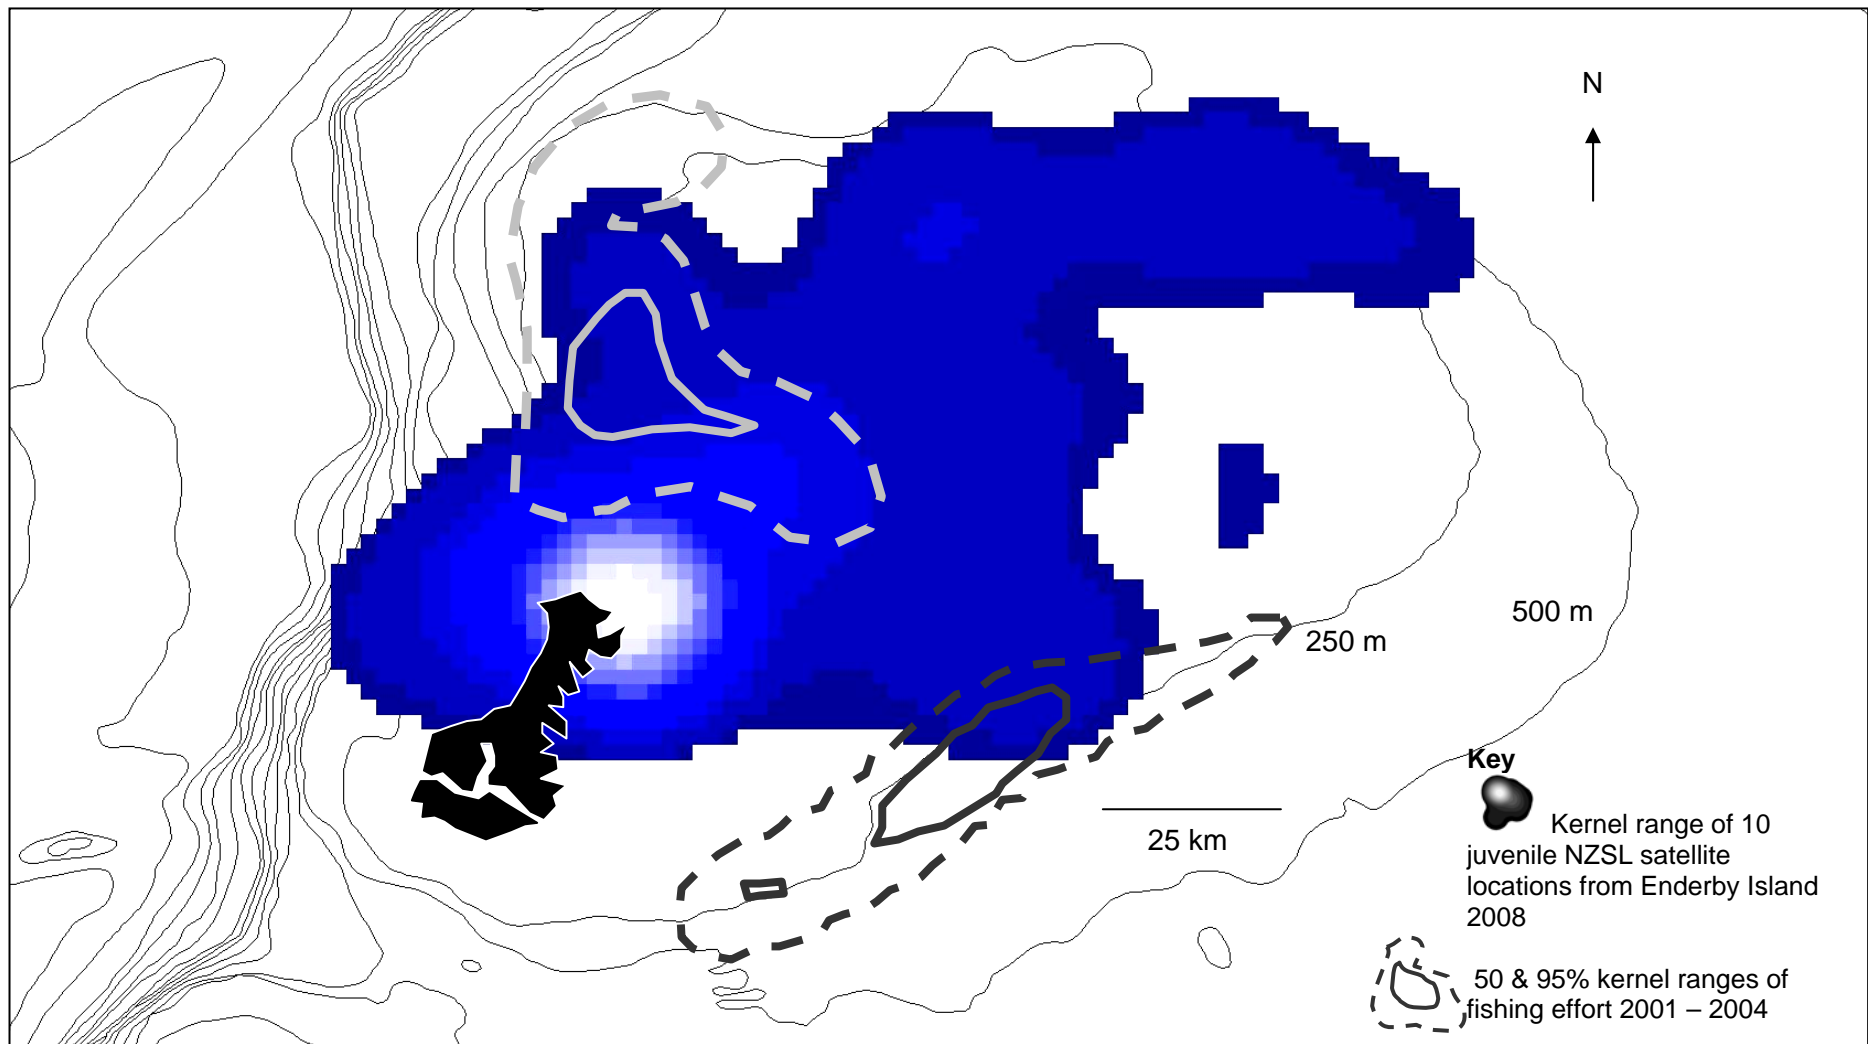 N
500 m
250 m
25 km
Key
Kernel range of 10
juvenile NZSL satellite
locations from Enderby Island
2008
50 & 95% kernel ranges of
fishing effort 2001 – 2004